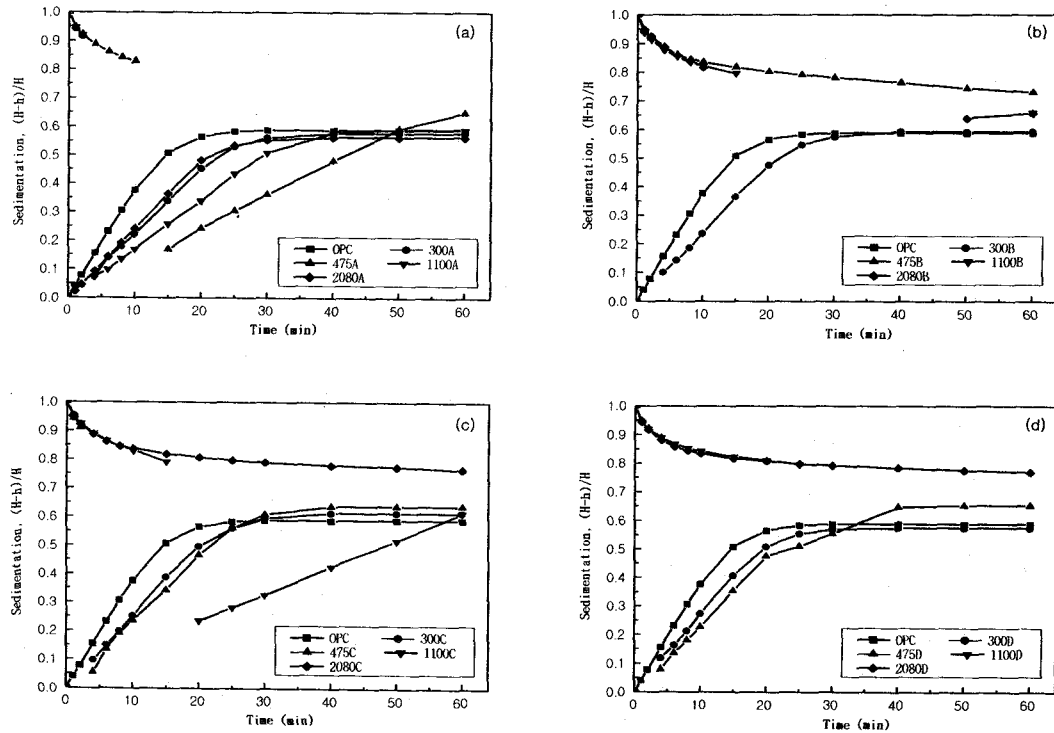 (a)
Sedimentation, (H-h)/H
1.0
0.9
0.8
0.7
0.6
0.5
0.4
0.3
0.2
0.1
0.0
0 10 20 30 40 50 60
Time (min)
OPC 300A
475A 1100A
2080A
(b)
Sedimentation, (H-h)/H
1.0
0.9
0.8
0.7
0.6
0.5
0.4
0.3
0.2
0.1
0.0
0 10 20 30 40 50 60
Time (min)
OPC 300B
475B 1100B
2080B
(c)
Sedimentation, (H-h)/H
1.0
0.9
0.8
0.7
0.6
0.5
0.4
0.3
0.2
0.1
0.0
0 10 20 30 40 50 60
Time (min)
OPC 300C
475C 1100C
2080C
(d)
Sedimentation, (H-h)/H
1.0
0.9
0.8
0.7
0.6
0.5
0.4
0.3
0.2
0.1
0.0
0 10 20 30 40 50 60
Time (min)
OPC 300D
475D 1100D
2080D